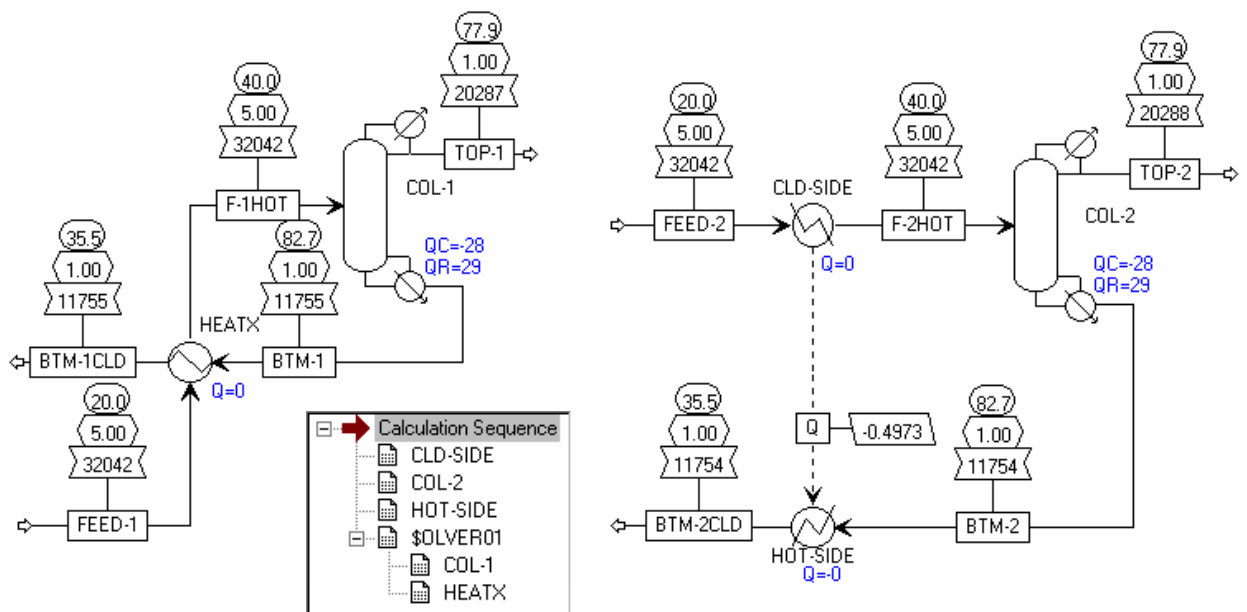 77.9
1.00
20287
TOP-1
40.0
5.00
32042
F-1HOT
COL-1
QC=-28
QR=29
35.5
1.00
11755
BTM-1CLD
HEATX
Q=0
82.7
1.00
11755
BTM-1
20.0
5.00
32042
FEED-1
Calculation Sequence
CLD-SIDE
COL-2
HOT-SIDE
$OLVER01
COL-1
HEATX
77.9
1.00
20288
TOP-2
20.0
5.00
32042
FEED-2
CLD-SIDE
Q=0
40.0
5.00
32042
F-2HOT
COL-2
QC=-28
QR=29
35.5
1.00
11754
BTM-2CLD
Q
-0.4973
82.7
1.00
11754
BTM-2
HOT-SIDE
Q=-0